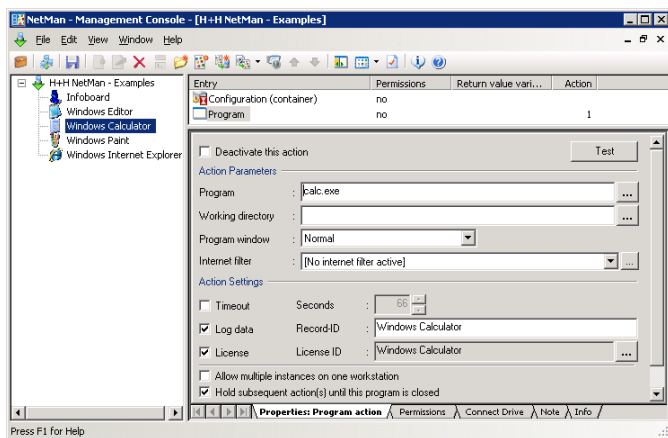 NetMan - Management Console - [H+H NetMan - Examples]
File Edit View Window Help
H+H NetMan - Examples
Infoboard
Windows Editor
Windows Calculator
Windows Paint
Windows Internet Explorer
Entry Permissions Return value vari... Action
Configuration (container) no
Program no 1
Deactivate this action
Test
Action Parameters
Program : calc.exe ...
Working directory : ...
Program window : Normal
Internet filter : [No internet filter active] ...
Action Settings
Timeout Seconds : 66
Log data Record-ID : Windows Calculator
License License ID : Windows Calculator ...
Allow multiple instances on one workstation
Hold subsequent action(s) until this program is closed
Properties: Program action Permissions Connect Drive Note Info
Press F1 for Help